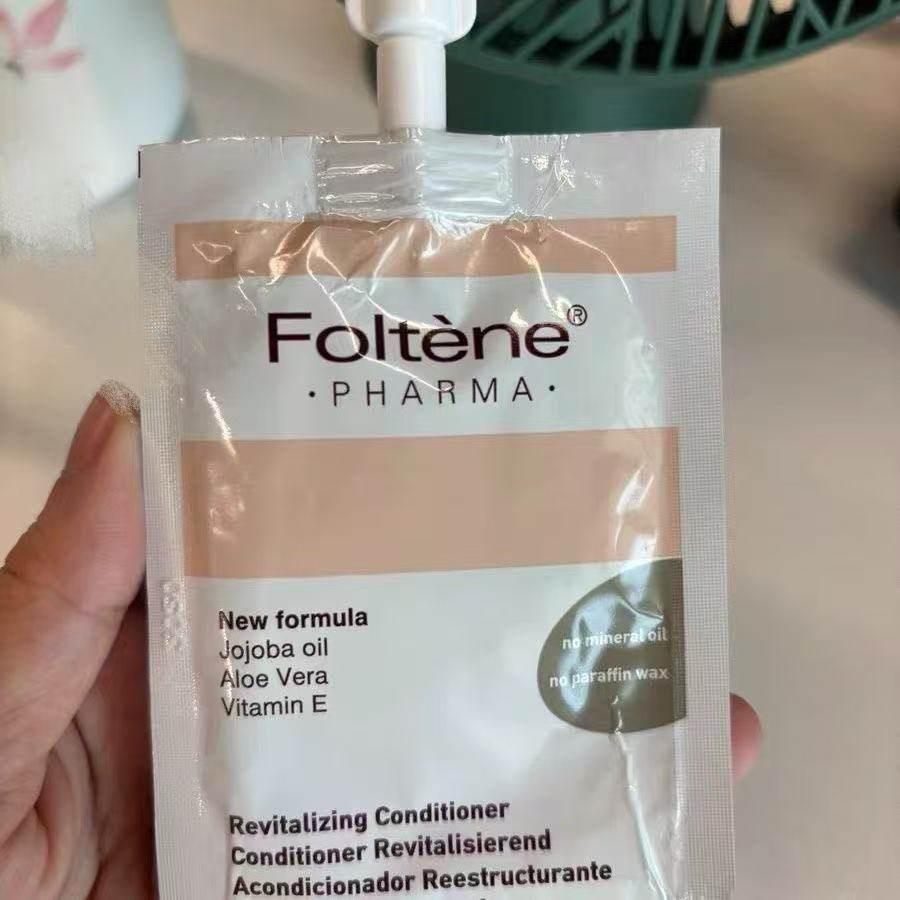 Foltène®
·PHARMA·
New formula
Jojoba oil
Aloe Vera
Vitamin E
no mineral oil
no paraffin wax
Revitalizing Conditioner
Conditioner Revitalisierend
Acondicionador Reestructurante